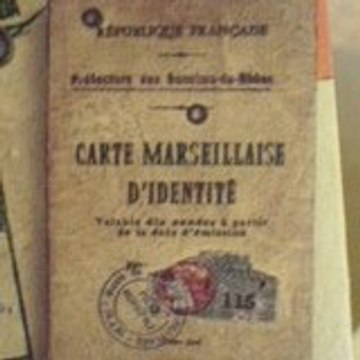 RÉPUBLIQUE FRANÇAISE
Préfecture des Bouches-du-Rhône
CARTE MARSEILLAISE
D'IDENTITÉ
Valable dix années à partir
de la date d'émission
115